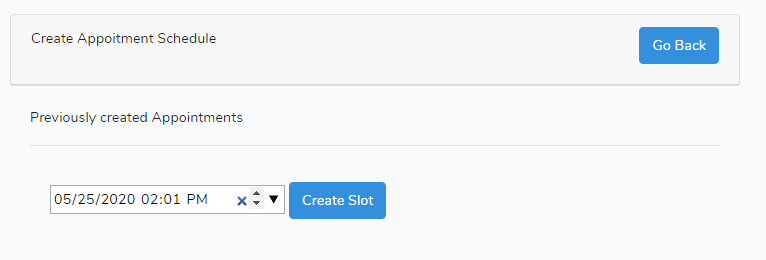 Create Appoitment Schedule
Go Back
Previously created Appointments
05/25/2020 02:01 PM
Create Slot